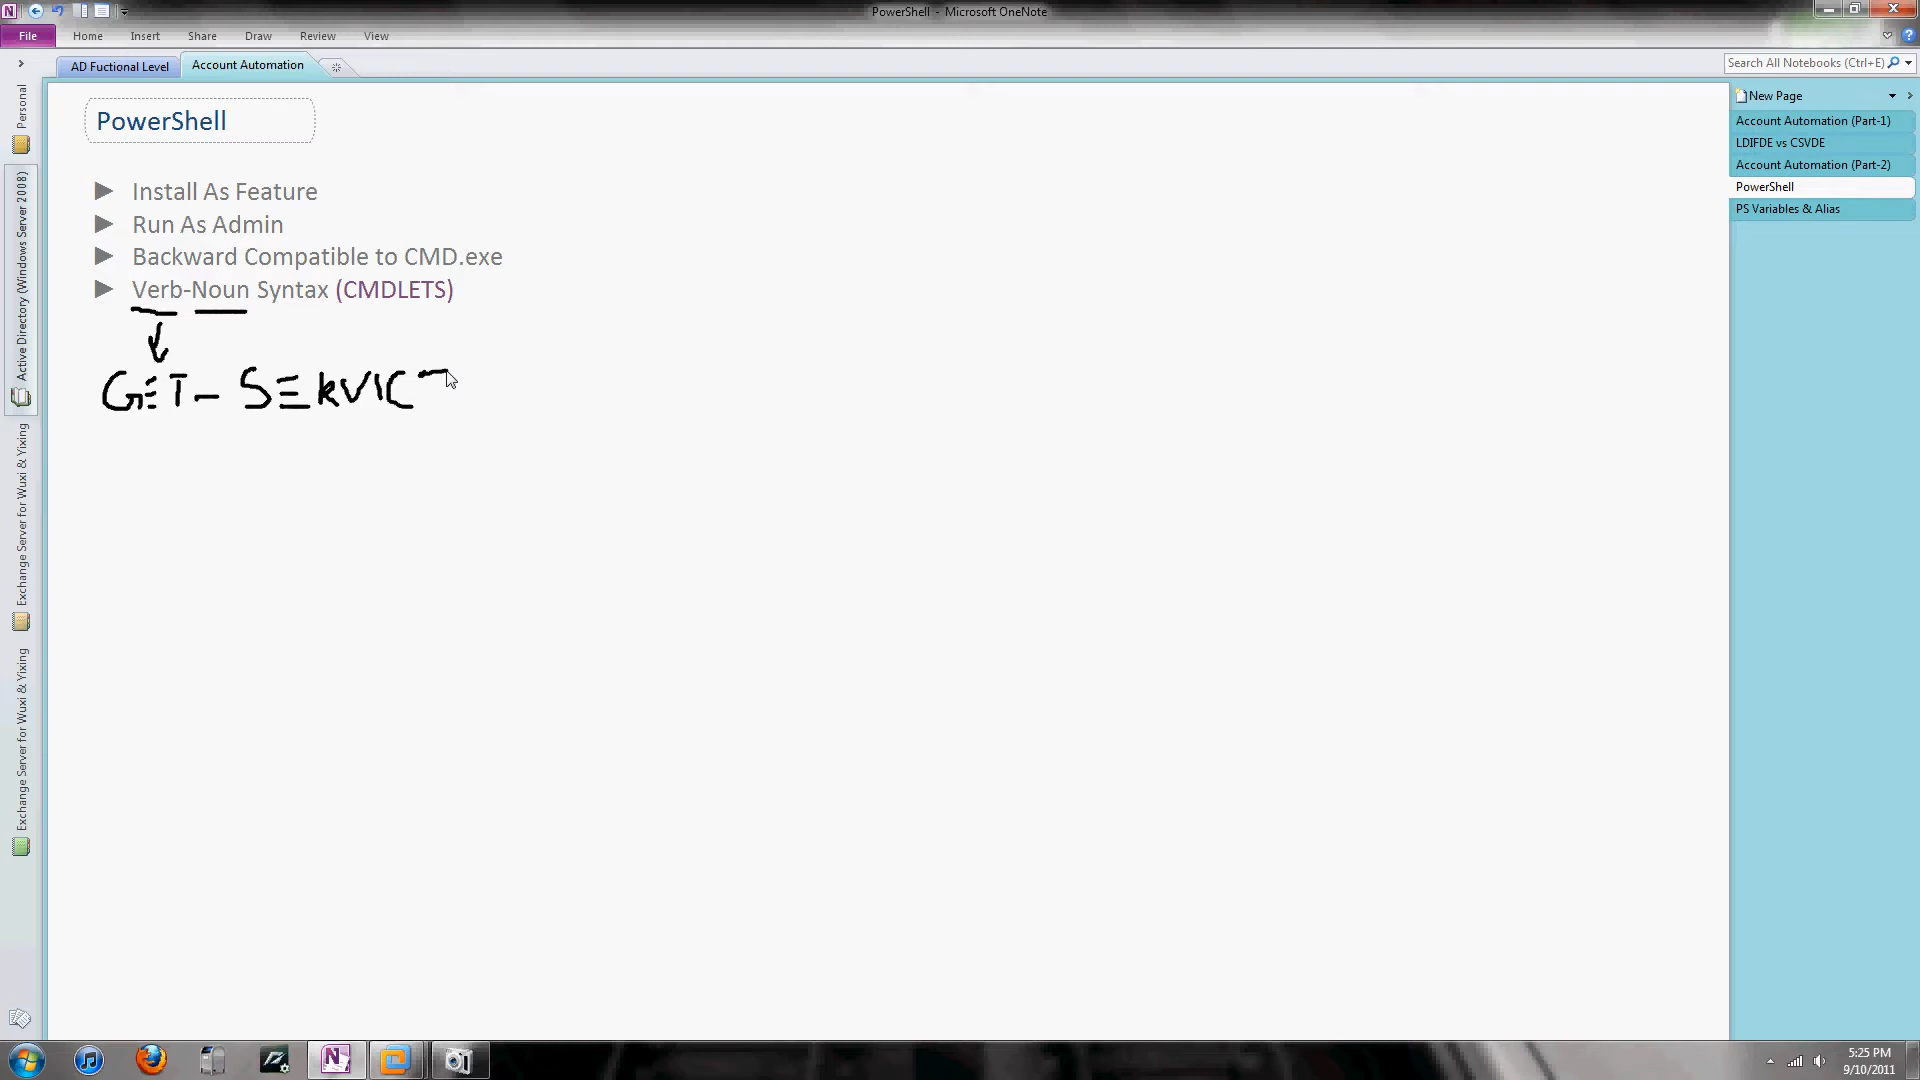 PowerShell - Microsoft OneNote
File Home Insert Share Draw Review View
AD Fuctional Level Account Automation
Search All Notebooks (Ctrl+E)
Personal
Active Directory (Windows Server 2008)
Exchange Server for Wuxi & Yixing
Exchange Server for Wuxi & Yixing
PowerShell
Install As Feature
Run As Admin
Backward Compatible to CMD.exe
Verb-Noun Syntax (CMDLETS)
GET- SERVIC
New Page
Account Automation (Part-1)
LDIFDE vs CSVDE
Account Automation (Part-2)
PowerShell
PS Variables & Alias
5:25 PM
9/10/2011